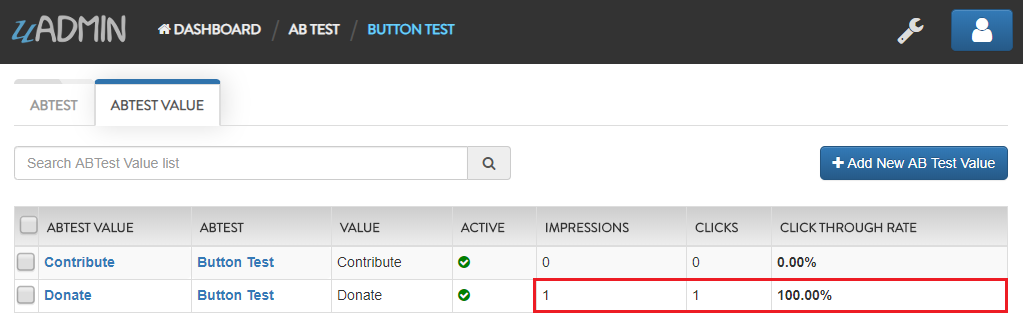 uADMIN DASHBOARD / AB TEST / BUTTON TEST
ABTEST ABTEST VALUE
Search ABTest Value list + Add New AB Test Value
ABTEST VALUE ABTEST VALUE ACTIVE IMPRESSIONS CLICKS CLICK THROUGH RATE
Contribute Button Test Contribute 0 0 0.00%
Donate Button Test Donate 1 1 100.00%